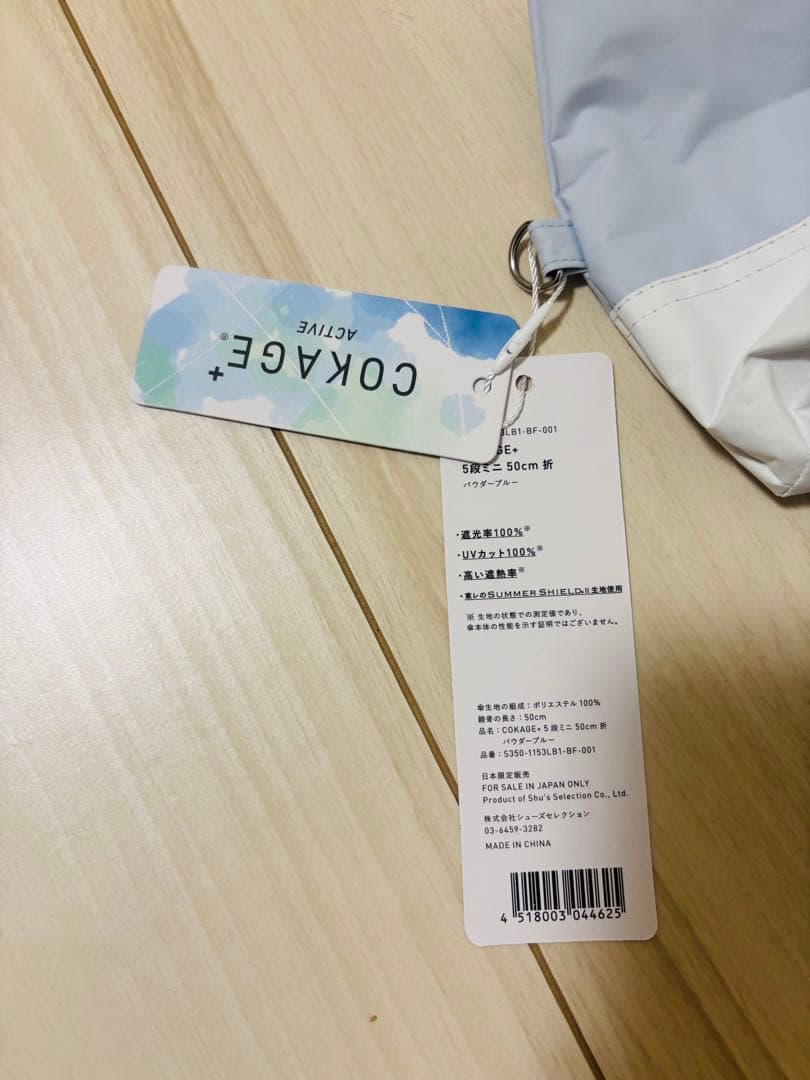 COKAGE+®
ACTIVE
LB1-BF-001
GE+
5段ミニ 50cm 折
パウダーブルー
・遮光率100%※
・UVカット100%※
・高い遮熱率※
・東レのSUMMER SHIELD®II 生地使用
※ 生地の状態での測定値であり、
傘本体の性能を示す証明ではございません。
傘生地の組成：ポリエステル 100%
親骨の長さ：50cm
品名：COKAGE+ 5 段ミニ 50cm 折
パウダーブルー
品番：S350-1153LB1-BF-001
日本限定販売
FOR SALE IN JAPAN ONLY
Product of Shu's Selection Co., Ltd.
株式会社シューズセレクション
03-6459-3282
MADE IN CHINA
4 518003 044625